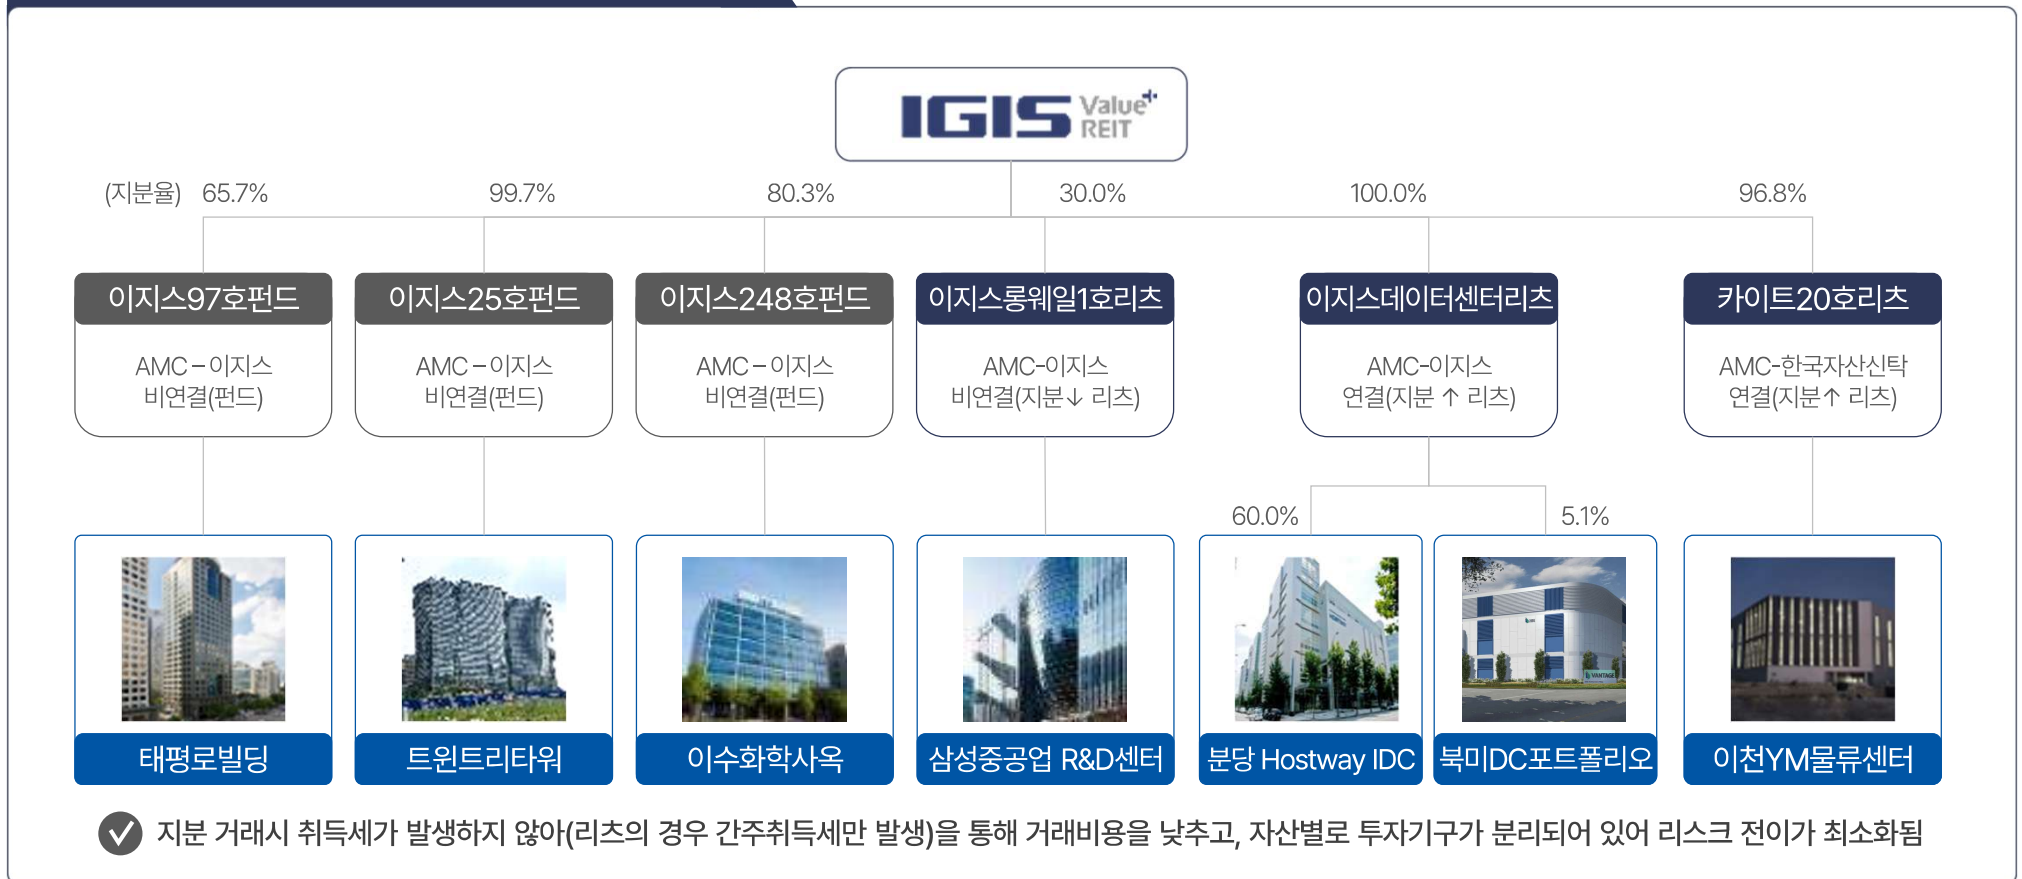 IGIS Value+
REIT
(지분율) 65.7% 99.7% 80.3% 30.0% 100.0% 96.8%
이지스97호펀드
AMC – 이지스
비연결(펀드)
이지스25호펀드
AMC – 이지스
비연결(펀드)
이지스248호펀드
AMC – 이지스
비연결(펀드)
이지스롱웨일1호리츠
AMC-이지스
비연결(지분↓ 리츠)
이지스데이터센터리츠
AMC-이지스
연결(지분 ↑ 리츠)
카이트20호리츠
AMC-한국자산신탁
연결(지분↑ 리츠)
60.0% 5.1%
VANTAGE
태평로빌딩
트윈트리타워
이수화학사옥
삼성중공업 R&D센터
분당 Hostway IDC
북미DC포트폴리오
이천YM물류센터
지분 거래시 취득세가 발생하지 않아(리츠의 경우 간주취득세만 발생)을 통해 거래비용을 낮추고, 자산별로 투자기구가 분리되어 있어 리스크 전이가 최소화됨